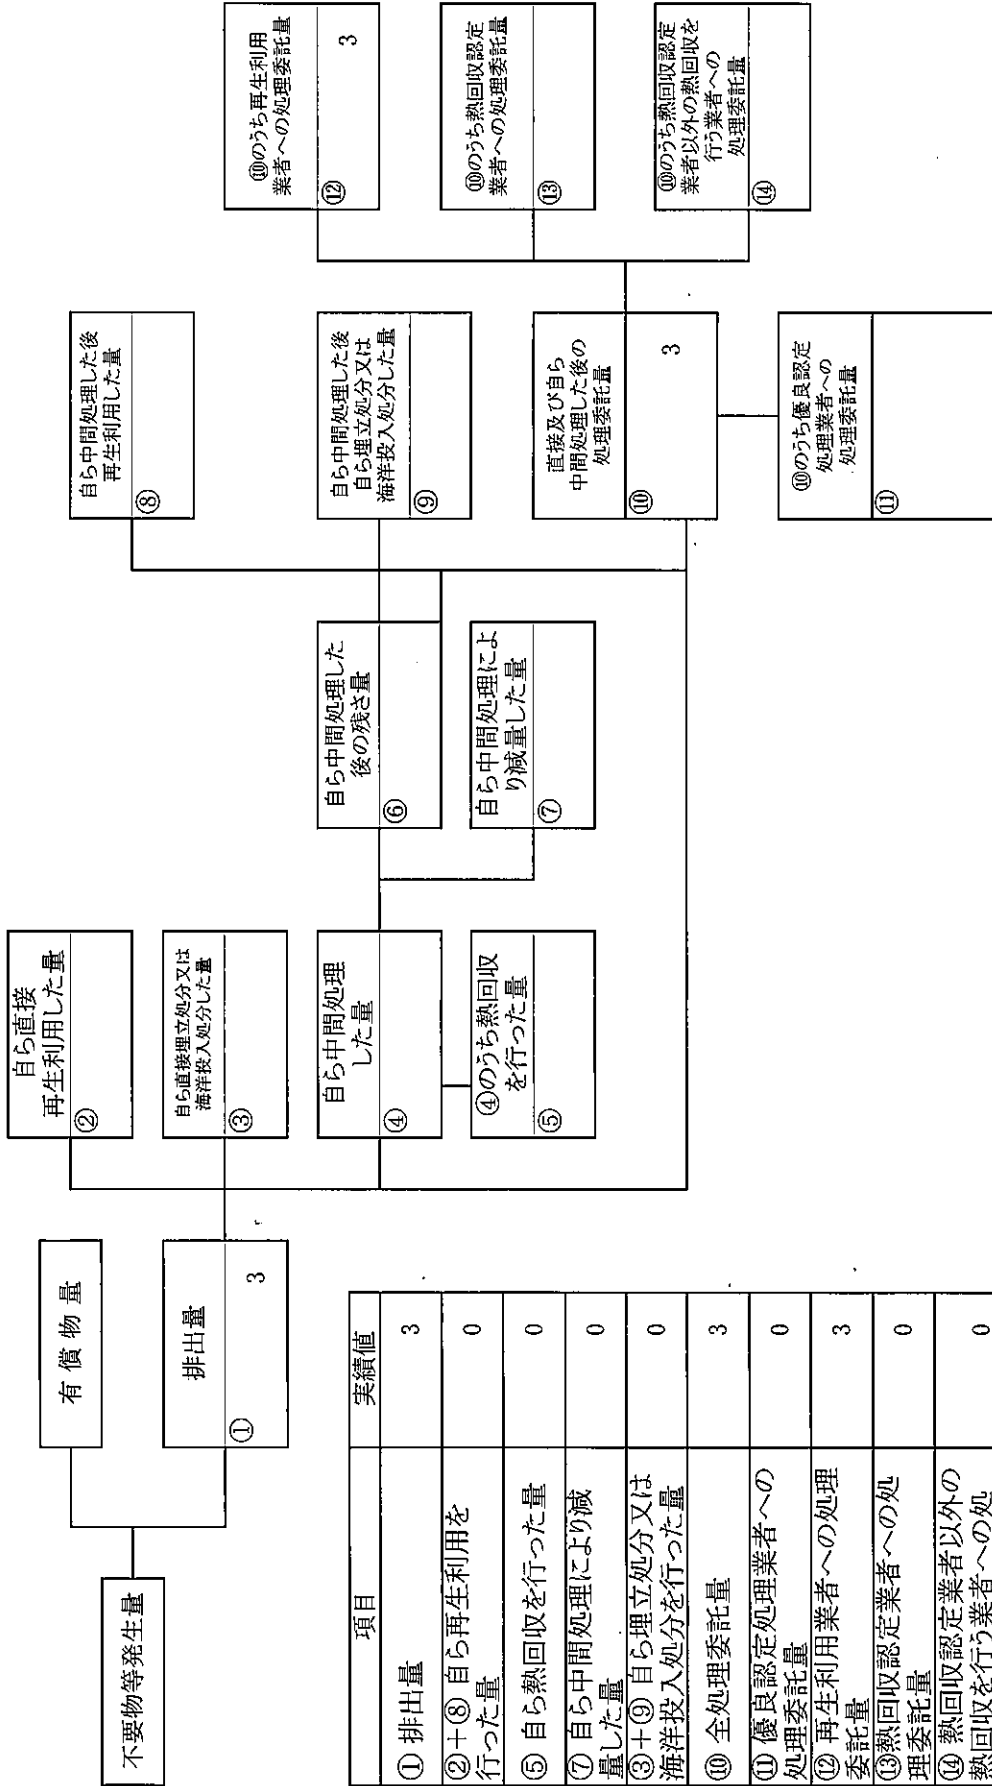 不要物等発生量
有償物量
排出量
①
3
自ら直接
再生利用した量
②
自ら直接埋立処分又は
海洋投入処分した量
③
自ら中間処理
した量
④
④のうち熱回収
を行った量
⑤
自ら中間処理した
後の残さ量
⑥
自ら中間処理によ
り減量した量
⑦
自ら中間処理した後
再生利用した量
⑧
自ら中間処理した後
自ら埋立処分又は
海洋投入処分した量
⑨
直接及び自ら
中間処理した後の
処理委託量
⑩
3
⑩のうち優良認定
処理業者への
処理委託量
⑪
⑩のうち再生利用
業者への処理委託量
⑫
3
⑩のうち熱回収認定
業者への処理委託量
⑬
⑩のうち熱回収認定
業者以外の熱回収を
行う業者への
処理委託量
⑭
項目 実績値
①排出量 3
②+⑧自ら再生利用を
行った量 0
⑤自ら熱回収を行った量 0
⑦自ら中間処理により減
量した量 0
③+⑨自ら埋立処分又は
海洋投入処分を行った量 0
⑩全処理委託量 3
⑪優良認定処理業者への
処理委託量 0
⑫再生利用業者への処理
委託量 3
⑬熱回収認定業者への処
理委託量 0
⑭熱回収認定業者以外の
熱回収を行う業者への処 0